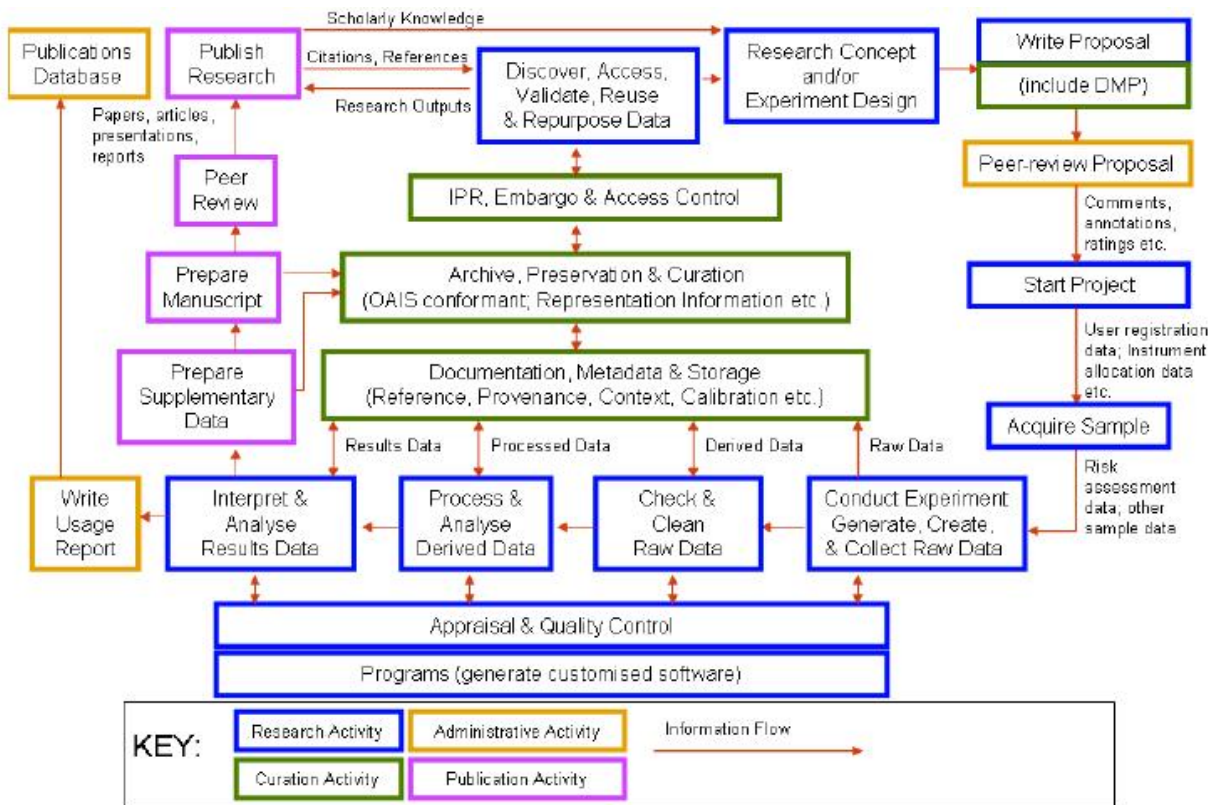 Scholarly Knowledge
Publications
Database
Publish
Research
Citations, References
Research Outputs
Discover, Access,
Validate, Reuse
& Repurpose Data
Research Concept
and/or
Experiment Design
Write Proposal
(include DMP)
Papers, articles,
presentations,
reports
Peer
Review
IPR, Embargo & Access Control
Peer-review Proposal
Comments,
annotations,
ratings etc.
Prepare
Manuscript
Archive, Preservation & Curation
(OAIS conformant; Representation Information etc.)
Start Project
User registration
data; Instrument
allocation data
etc.
Prepare
Supplementary
Data
Documentation, Metadata & Storage
(Reference, Provenance, Context, Calibration etc.)
Acquire Sample
Results Data
Processed Data
Derived Data
Raw Data
Risk
assessment
data; other
sample data
Write
Usage
Report
Interpret &
Analyse
Results Data
Process &
Analyse
Derived Data
Check &
Clean
Raw Data
Conduct Experiment
Generate, Create,
& Collect Raw Data
Appraisal & Quality Control
Programs (generate customised software)
KEY:
Research Activity
Administrative Activity
Information Flow
Curation Activity
Publication Activity